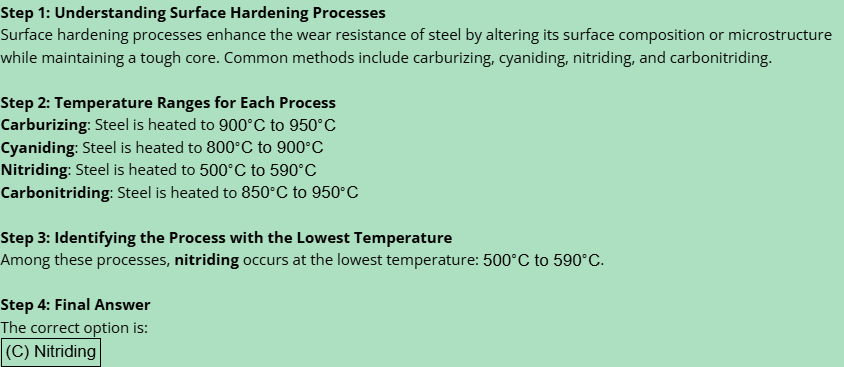 Step 1: Understanding Surface Hardening Processes
Surface hardening processes enhance the wear resistance of steel by altering its surface composition or microstructure
while maintaining a tough core. Common methods include carburizing, cyaniding, nitriding, and carbonitriding.
Step 2: Temperature Ranges for Each Process
Carburizing: Steel is heated to 900°C to 950°C
Cyaniding: Steel is heated to 800°C to 900°C
Nitriding: Steel is heated to 500°C to 590°C
Carbonitriding: Steel is heated to 850°C to 950°C
Step 3: Identifying the Process with the Lowest Temperature
Among these processes, nitriding occurs at the lowest temperature: 500°C to 590°C.
Step 4: Final Answer
The correct option is:
(C) Nitriding